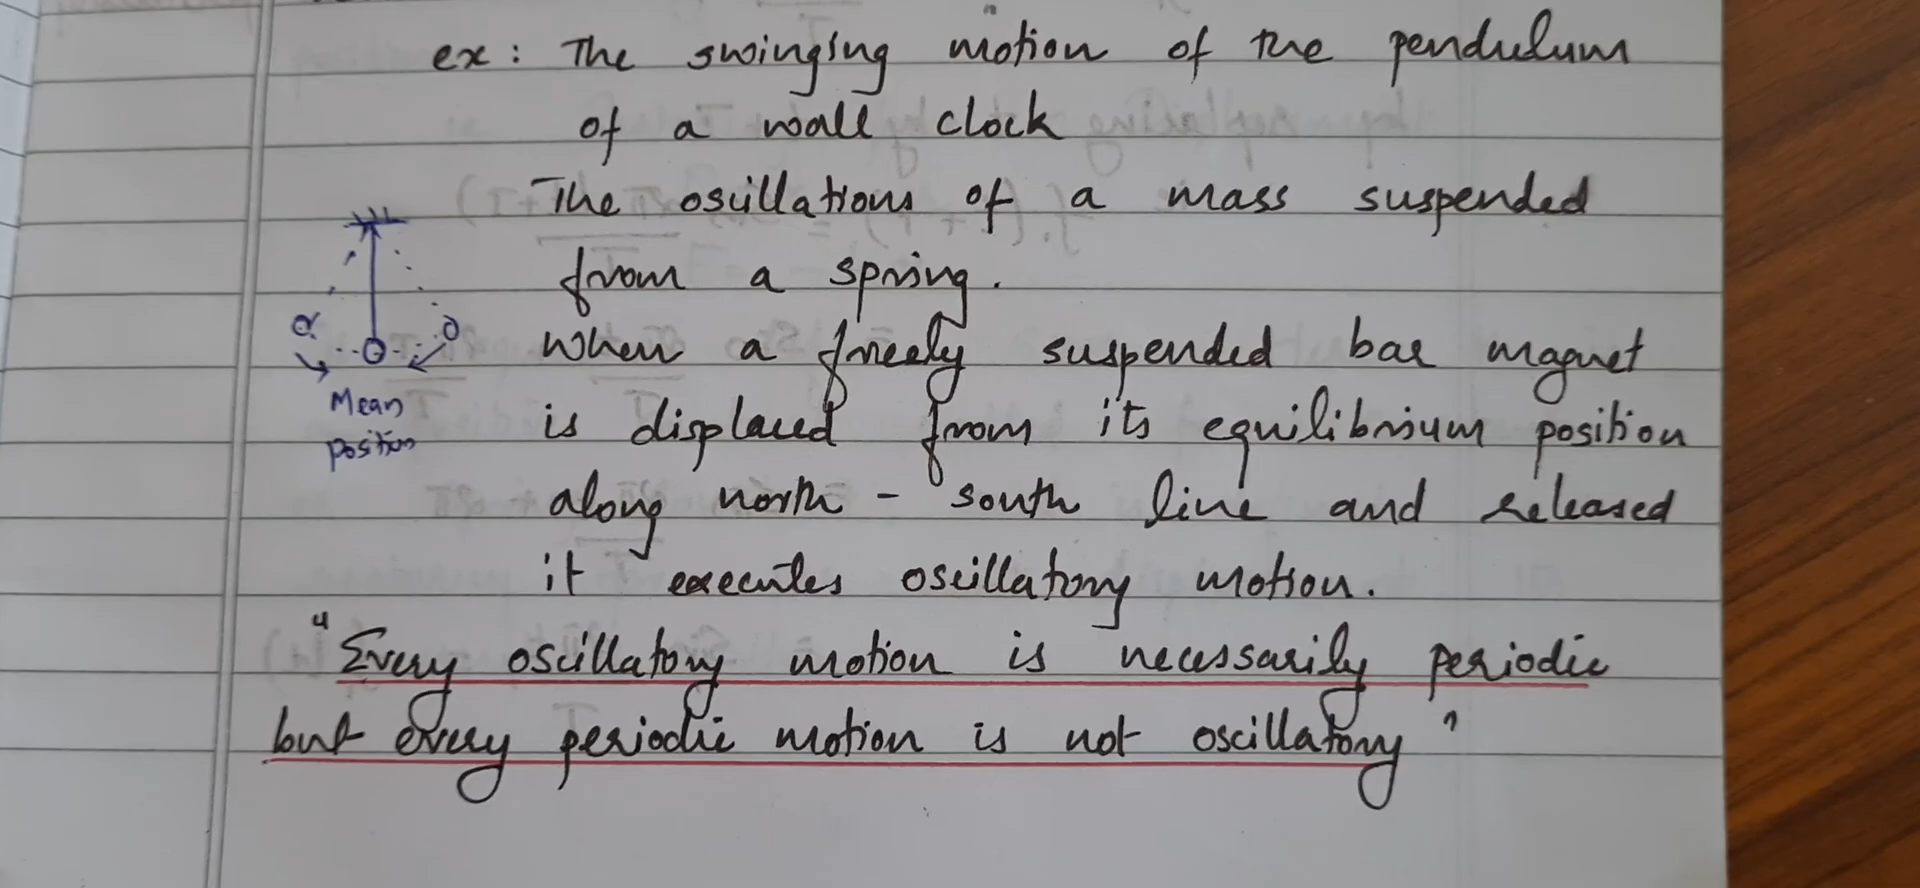 ex: The swinging motion of the pendulum
of a wall clock
The oscillations of a mass suspended
from a spring.
When a freely suspended bar magnet
Mean
is displaced from its equilibrium position
position
along north - south line and released
it executes oscillatory motion.
"Every oscillatory motion is necessarily periodic
but every periodic motion is not oscillatory"